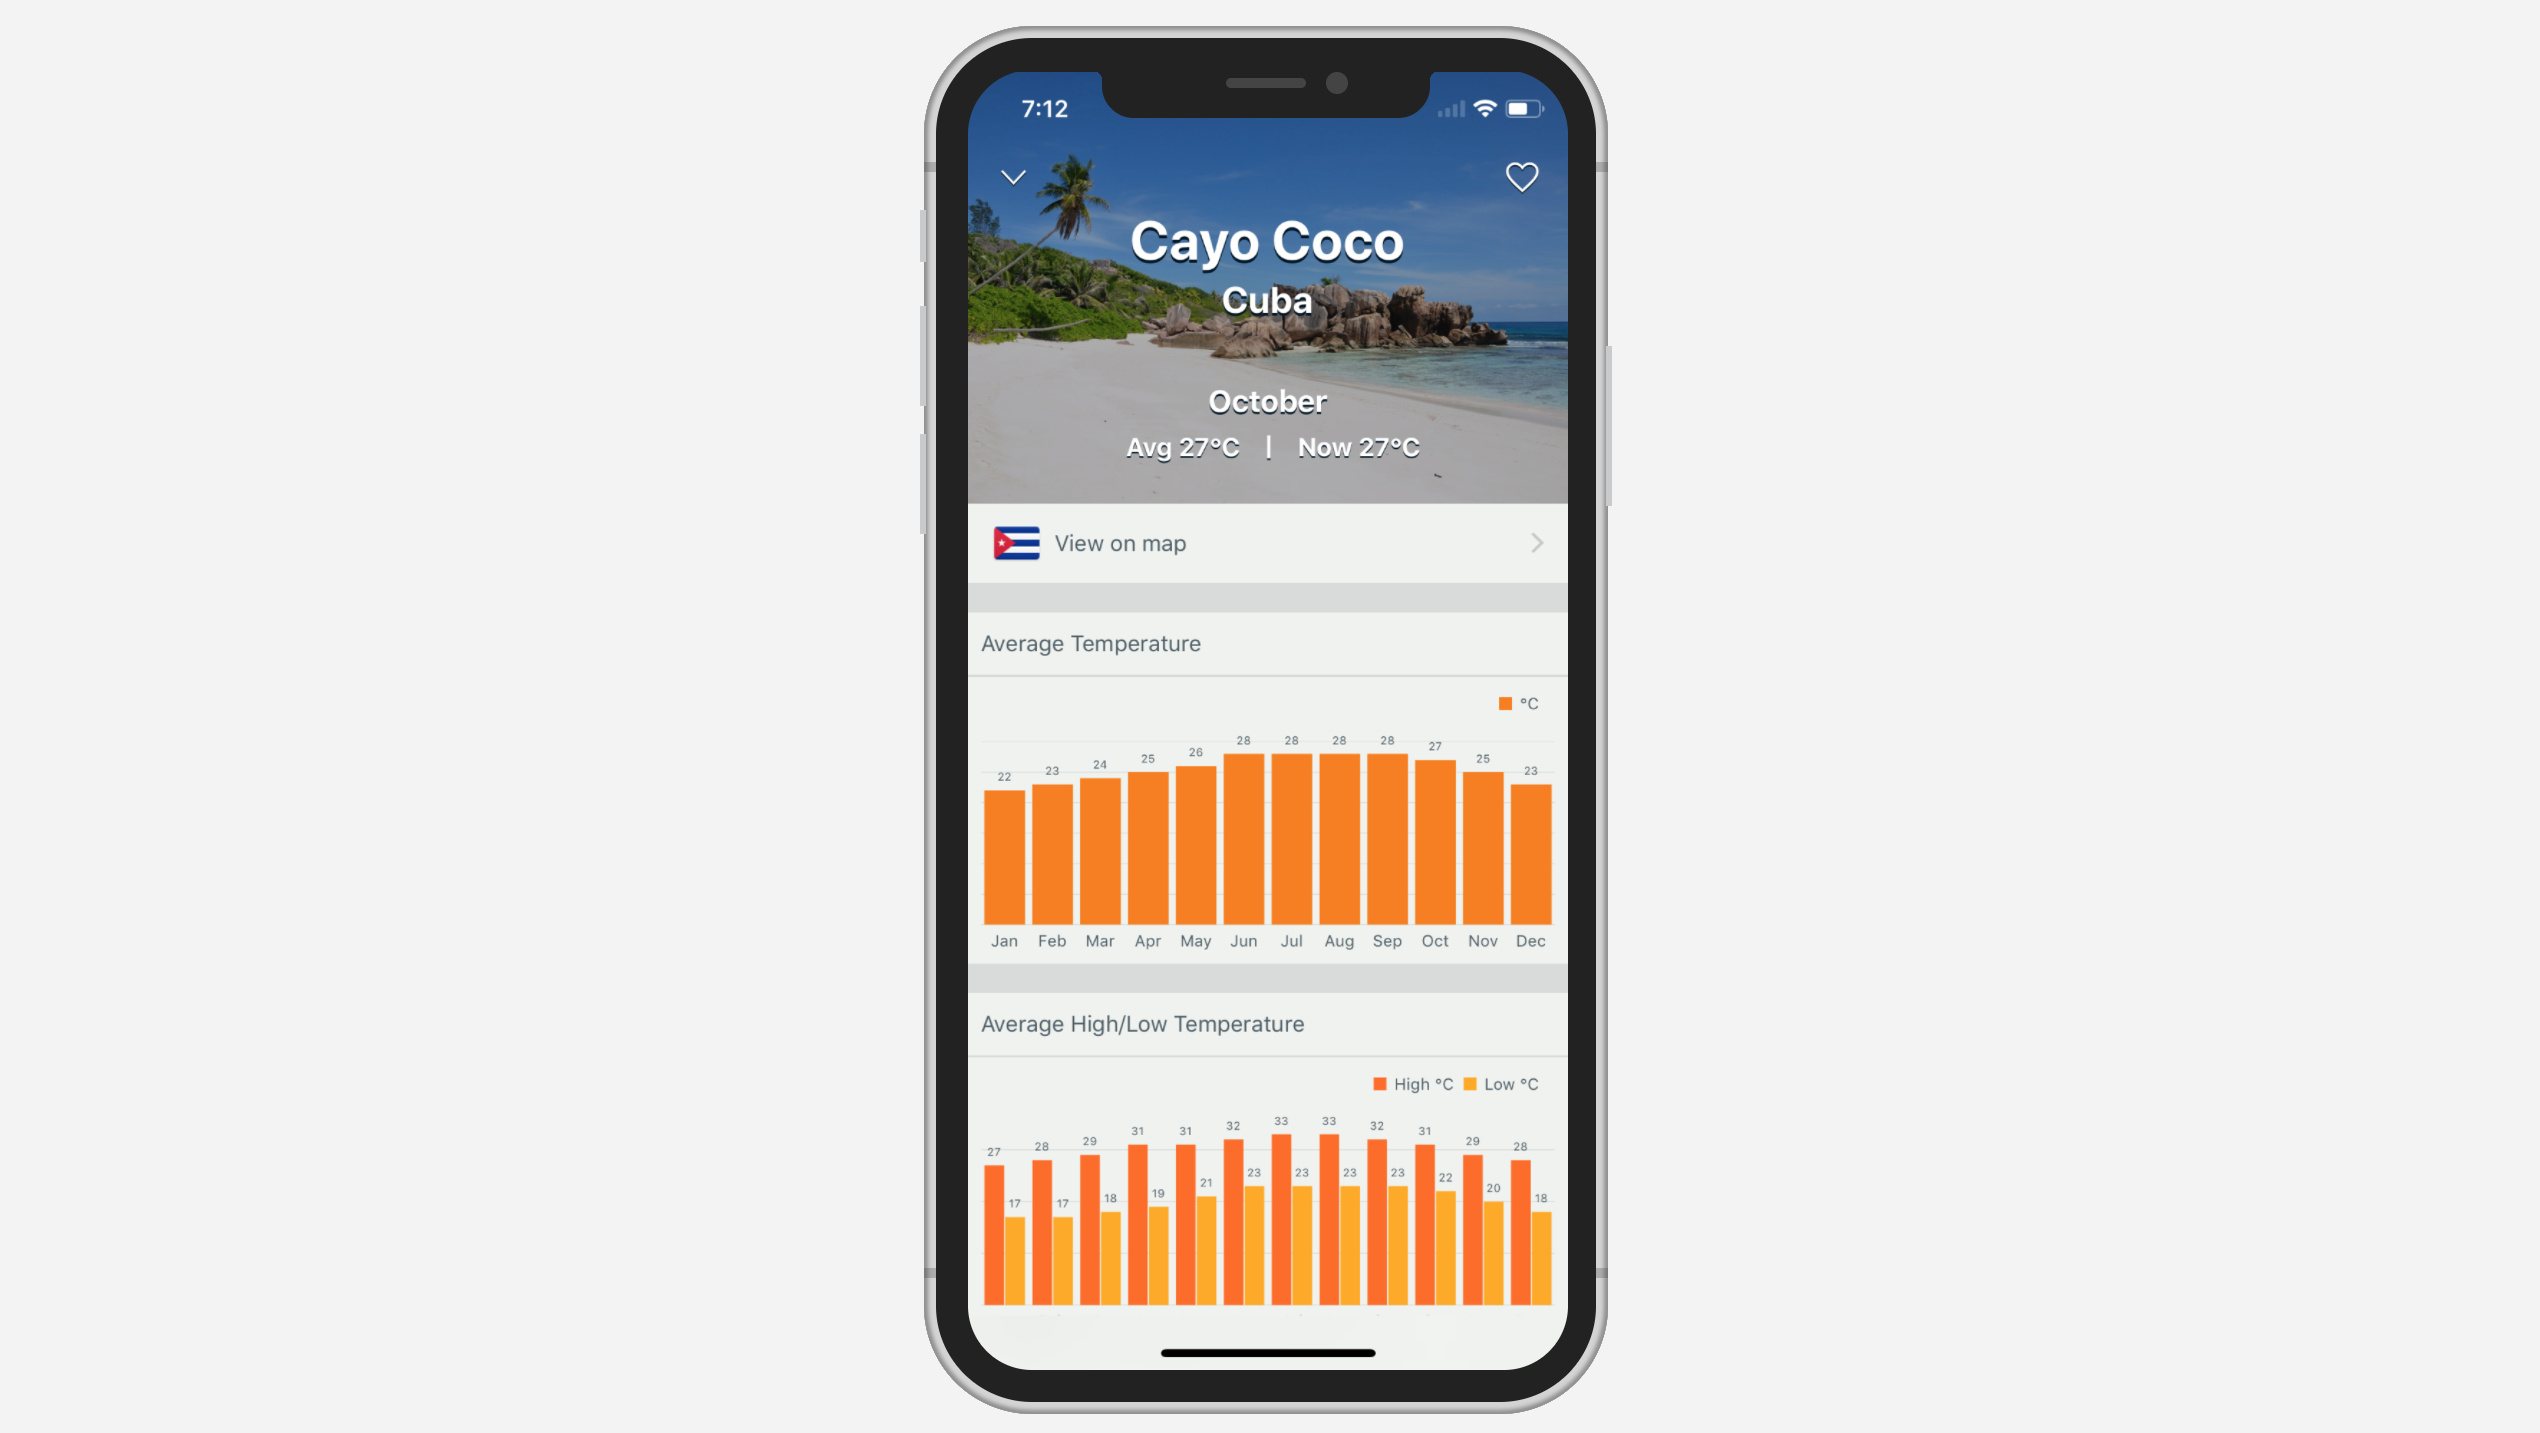 7:12
Cayo Coco
Cuba
October
Avg 27°C | Now 27°C
View on map
Average Temperature
°C
22 23 24 25 26 28 28 28 28 27 25 23
Jan Feb Mar Apr May Jun Jul Aug Sep Oct Nov Dec
Average High/Low Temperature
High °C Low °C
27 17 28 17 29 18 31 19 31 21 32 23 33 23 33 23 32 23 31 22 29 20 28 18